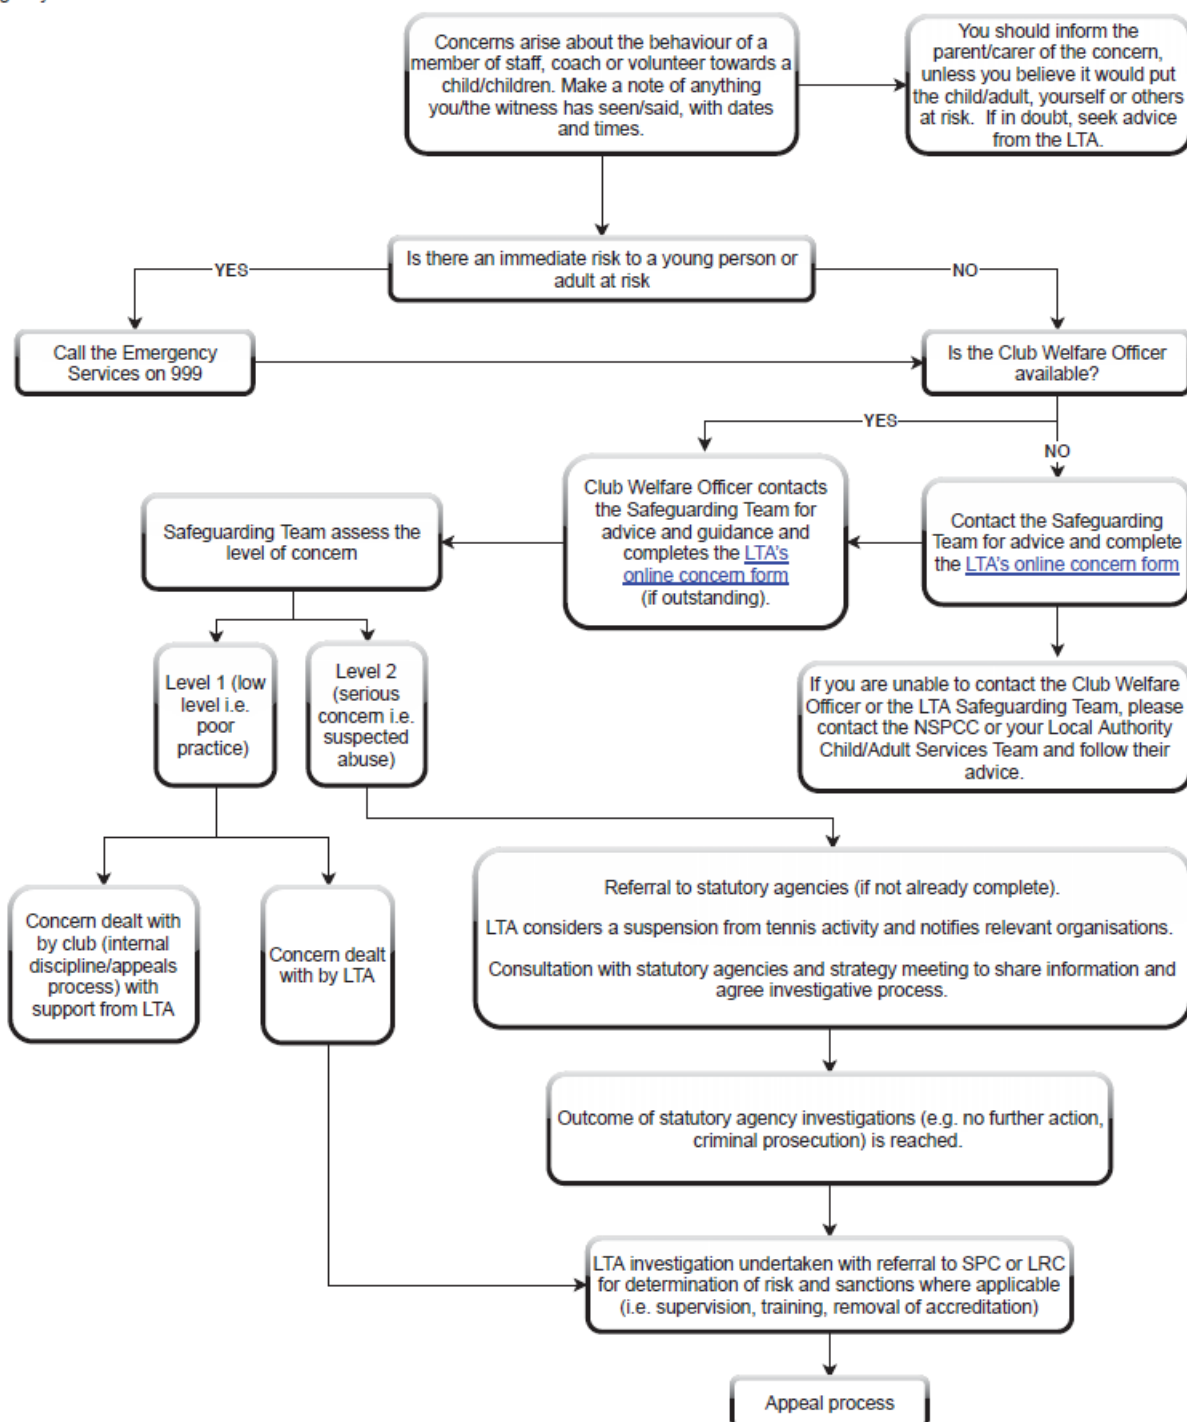 Concerns arise about the behaviour of a
member of staff, coach or volunteer towards a
child/children. Make a note of anything
you/the witness has seen/said, with dates
and times.
You should inform the
parent/carer of the concern,
unless you believe it would put
the child/adult, yourself or others
at risk. If in doubt, seek advice
from the LTA.
Is there an immediate risk to a young person or
adult at risk
YES
NO
Call the Emergency
Services on 999
Is the Club Welfare Officer
available?
YES
NO
Club Welfare Officer contacts
the Safeguarding Team for
advice and guidance and
completes the LTA's
online concern form
(if outstanding).
Contact the Safeguarding
Team for advice and complete
the LTA's online concern form
Safeguarding Team assess the
level of concern
Level 1 (low
level i.e.
poor
practice)
Level 2
(serious
concern i.e.
suspected
abuse)
If you are unable to contact the Club Welfare
Officer or the LTA Safeguarding Team, please
contact the NSPCC or your Local Authority
Child/Adult Services Team and follow their
advice.
Concern dealt with
by club (internal
discipline/appeals
process) with
support from LTA
Concern dealt
with by LTA
Referral to statutory agencies (if not already complete).
LTA considers a suspension from tennis activity and notifies relevant organisations.
Consultation with statutory agencies and strategy meeting to share information and
agree investigative process.
Outcome of statutory agency investigations (e.g. no further action,
criminal prosecution) is reached.
LTA investigation undertaken with referral to SPC or LRC
for determination of risk and sanctions where applicable
(i.e. supervision, training, removal of accreditation)
Appeal process